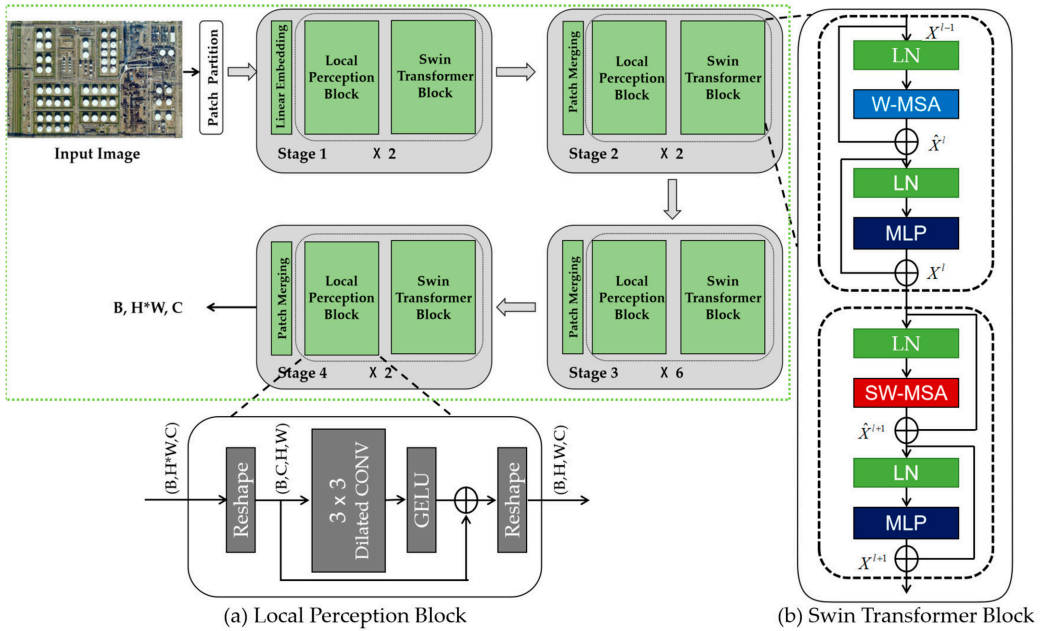 Input Image
Patch Partition
Linear Embedding
Local
Perception
Block
Swin
Transformer
Block
Stage 1 X 2
Patch Merging
Local
Perception
Block
Swin
Transformer
Block
Stage 2 X 2
Patch Merging
Local
Perception
Block
Swin
Transformer
Block
Stage 3 X 6
Patch Merging
Local
Perception
Block
Swin
Transformer
Block
Stage 4 X 2
B, H*W, C
(B,H*W,C)
Reshape
(B,C,H,W)
3 x 3
Dilated CONV
GELU
Reshape
(B,H,W,C)
(a) Local Perception Block
X^{l-1}
LN
W-MSA
X̂^l
LN
MLP
X^l
LN
SW-MSA
X̂^{l+1}
LN
MLP
X^{l+1}
(b) Swin Transformer Block